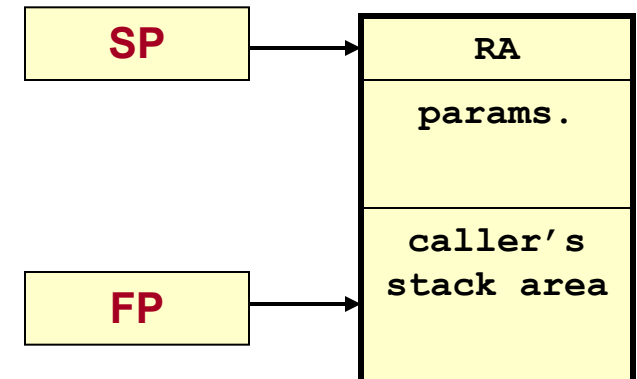 SP
RA
params.
caller’s
stack area
FP